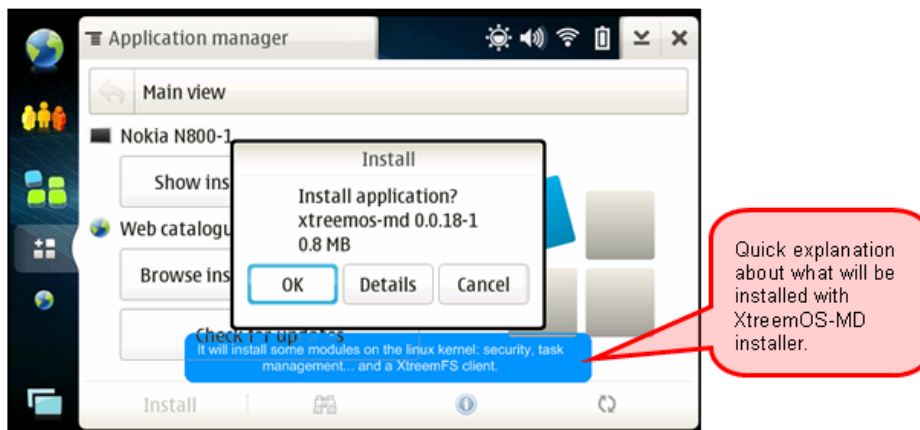 Application manager
Main view
Nokia N800-1
Show ins
Web catalogu
Browse ins
Check for updates
Install
Install application?
xtreemos-md 0.0.18-1
0.8 MB
OK Details Cancel
It will install some modules on the linux kernel: security, task
management... and a XtreemFS client.
Install
Quick explanation
about what will be
installed with
XtreemOS-MD
installer.